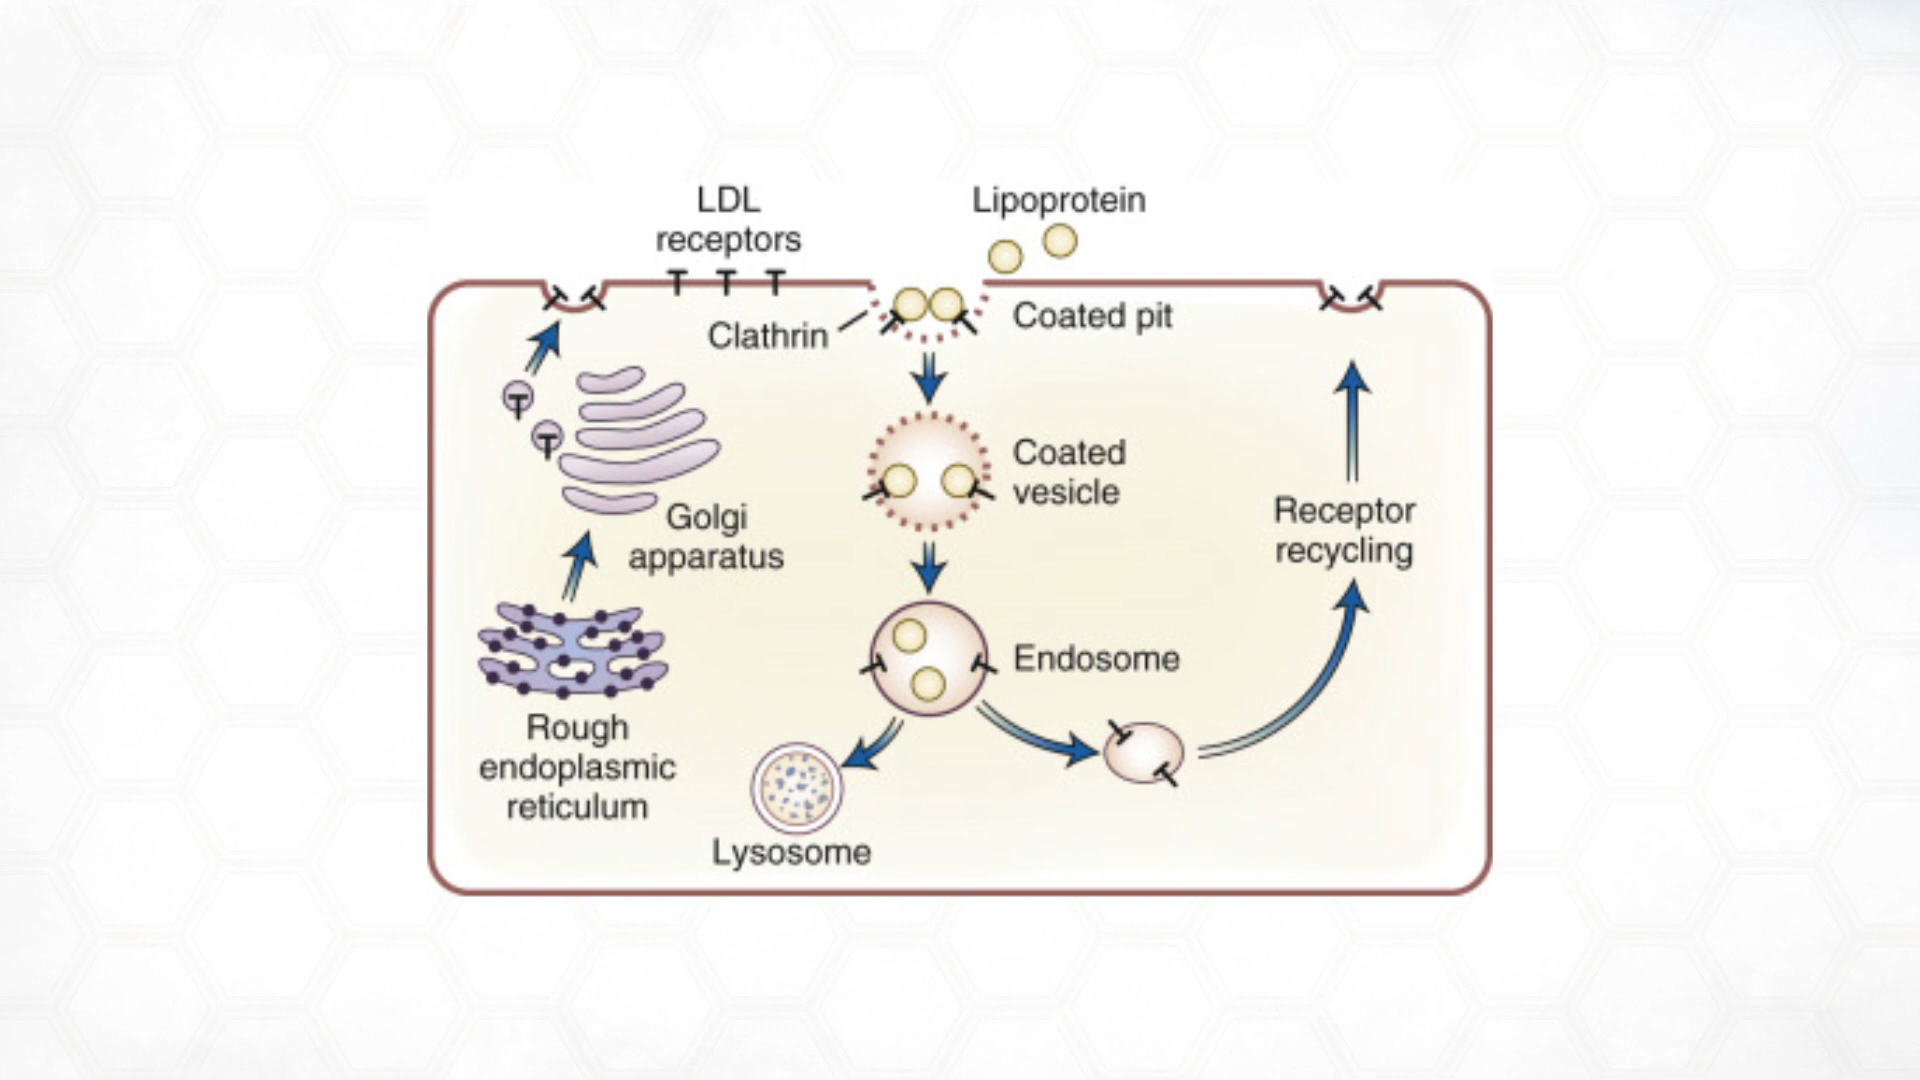 LDL
receptors
Lipoprotein
Clathrin
Coated pit
Coated
vesicle
Golgi
apparatus
Receptor
recycling
Endosome
Rough
endoplasmic
reticulum
Lysosome